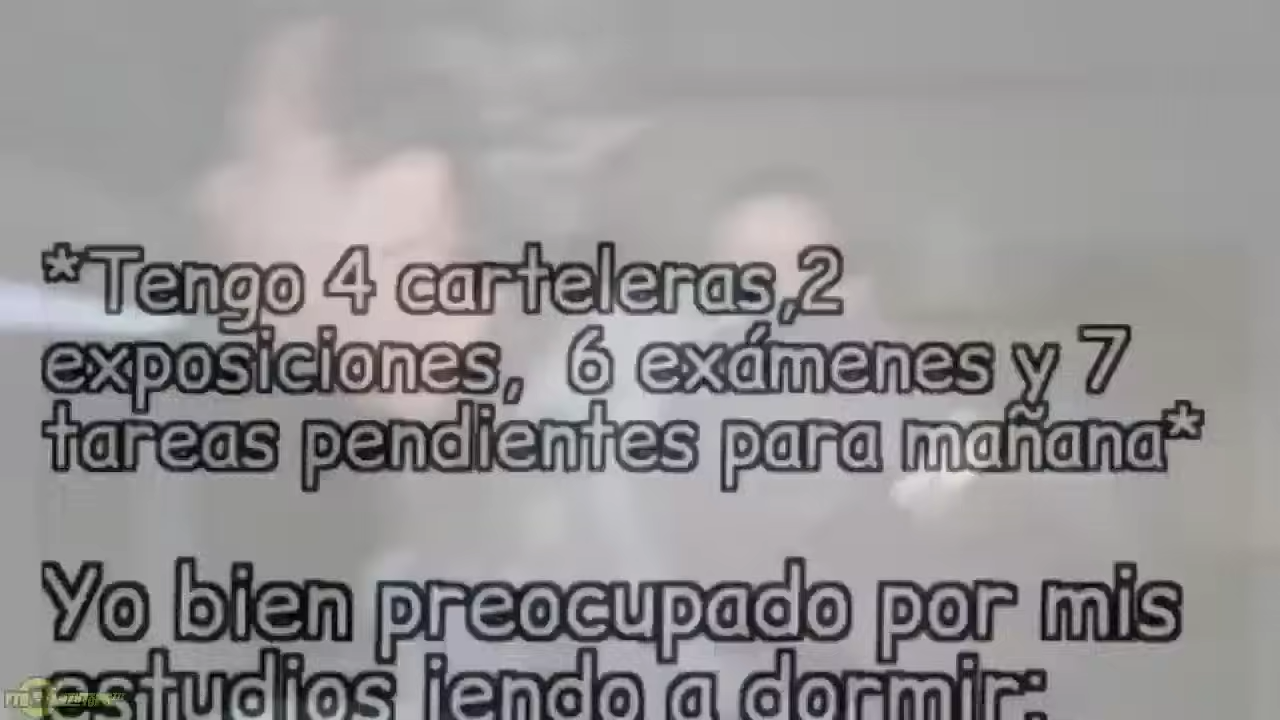 *Tengo 4 carteleras,2
exposiciones, 6 exámenes y 7
tareas pendientes para mañana*
Yo bien preocupado por mis
estudios iendo a dormir: